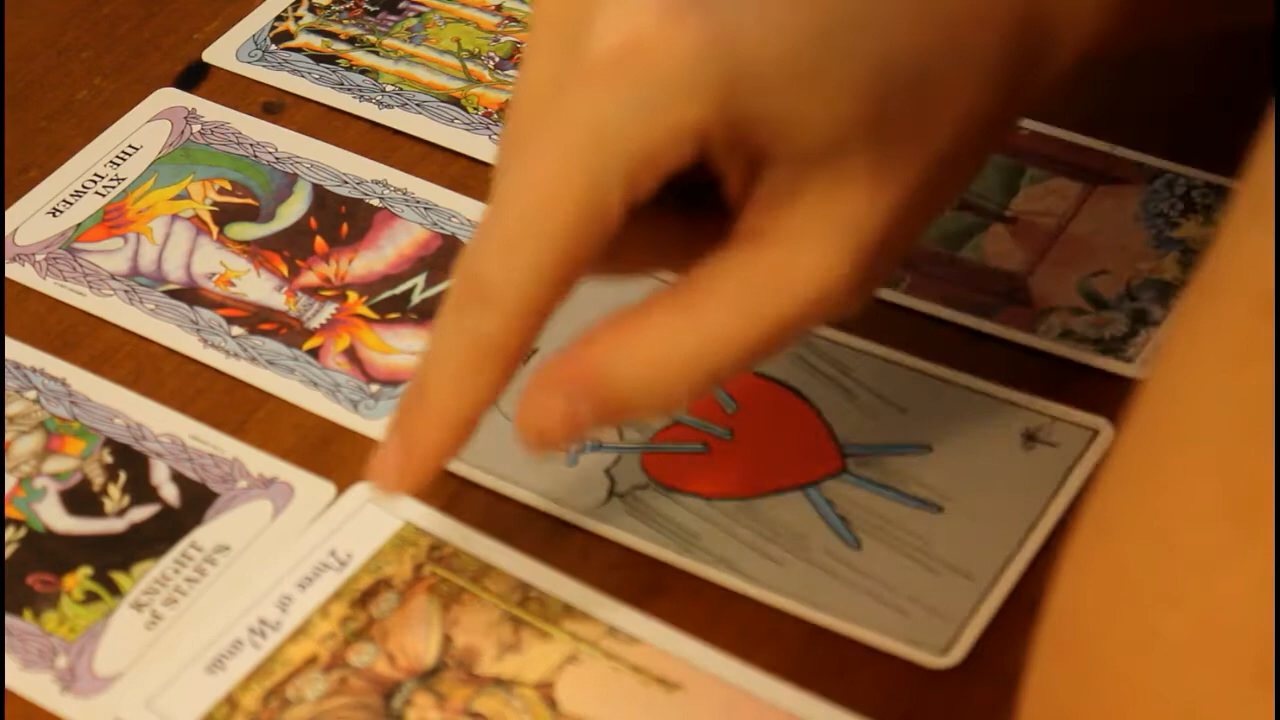 XVI
THE TOWER
KNIGHT
of STAFFS
Three of Wands